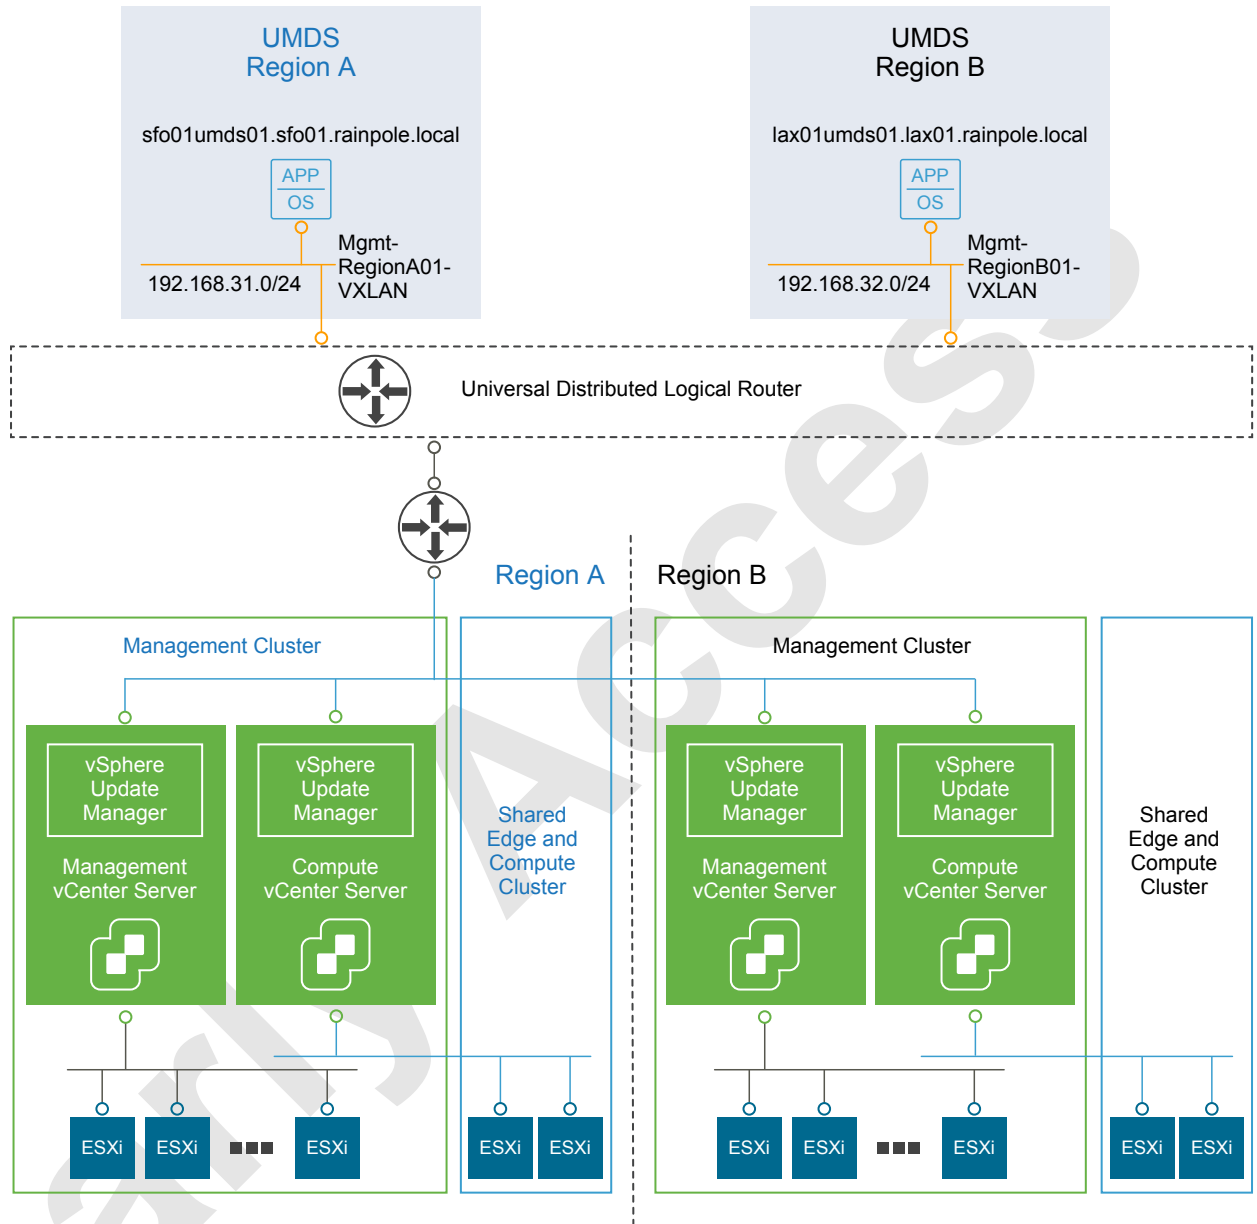 UMDS
Region A
UMDS
Region B
sfo01umds01.sfo01.rainpole.local
lax01umds01.lax01.rainpole.local
APP
OS
APP
OS
Mgmt-
RegionA01-
VXLAN
192.168.31.0/24
Mgmt-
RegionB01-
VXLAN
192.168.32.0/24
Universal Distributed Logical Router
Region A
Region B
Management Cluster
Management Cluster
vSphere
Update
Manager
Management
vCenter Server
vSphere
Update
Manager
Compute
vCenter Server
Shared
Edge and
Compute
Cluster
vSphere
Update
Manager
Management
vCenter Server
vSphere
Update
Manager
Compute
vCenter Server
Shared
Edge and
Compute
Cluster
ESXi
ESXi
ESXi
ESXi
ESXi
ESXi
ESXi
ESXi
ESXi
ESXi
arly Access